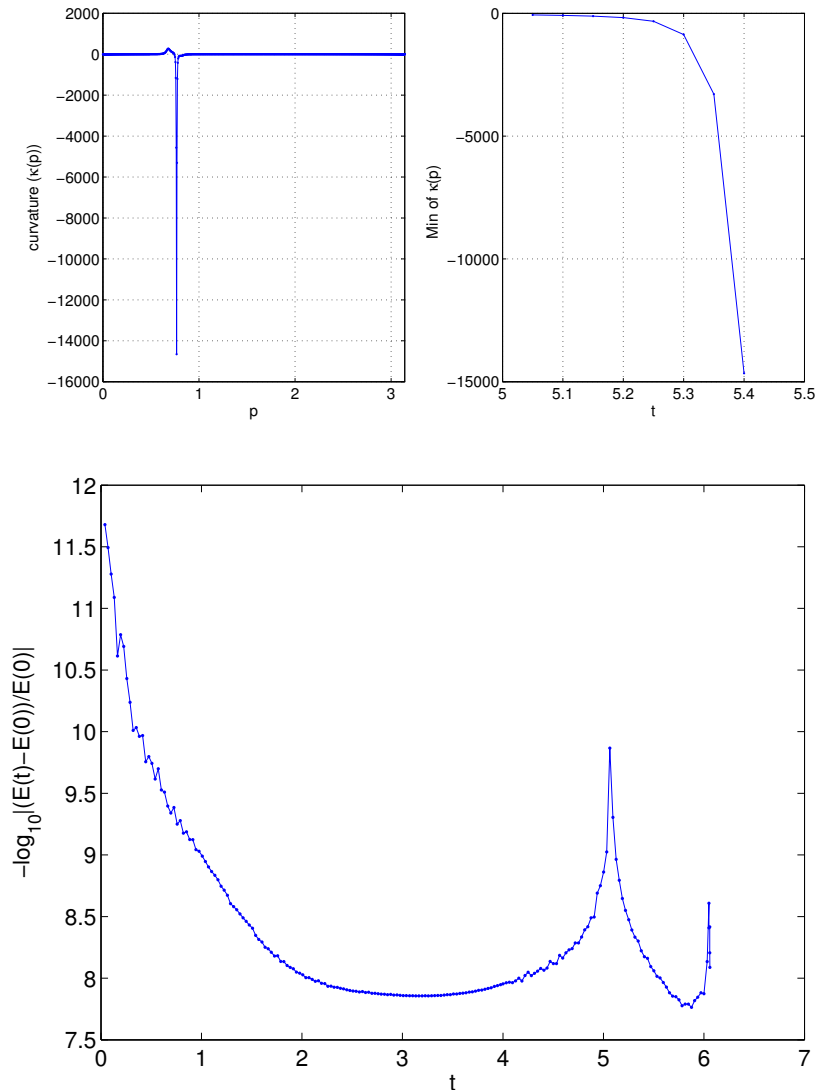 2000
0
−2000
−4000
−6000
−8000
−10000
−12000
−14000
−16000
0 1 2 3
p
curvature (κ(p))
0
−5000
−10000
−15000
5 5.1 5.2 5.3 5.4 5.5
t
Min of κ(p)
12
11.5
11
10.5
10
9.5
9
8.5
8
7.5
0 1 2 3 4 5 6 7
t
−log10|(E(t)−E(0))/E(0)|